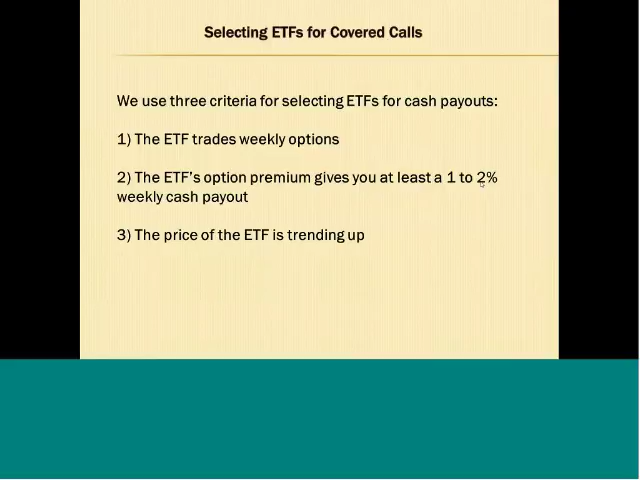 Selecting ETFs for Covered Calls
We use three criteria for selecting ETFs for cash payouts:
1) The ETF trades weekly options
2) The ETF's option premium gives you at least a 1 to 2%
weekly cash payout
3) The price of the ETF is trending up